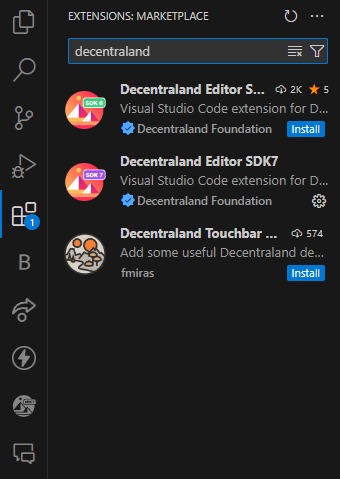 EXTENSIONS: MARKETPLACE
decentraland
SDK 6
Decentraland Editor S... 2K 5
Visual Studio Code extension for D...
Decentraland Foundation Install
SDK 7
Decentraland Editor SDK7
Visual Studio Code extension for D...
Decentraland Foundation
1
B
Decentraland Touchbar ... 574
Add some useful Decentraland de...
fmiras Install